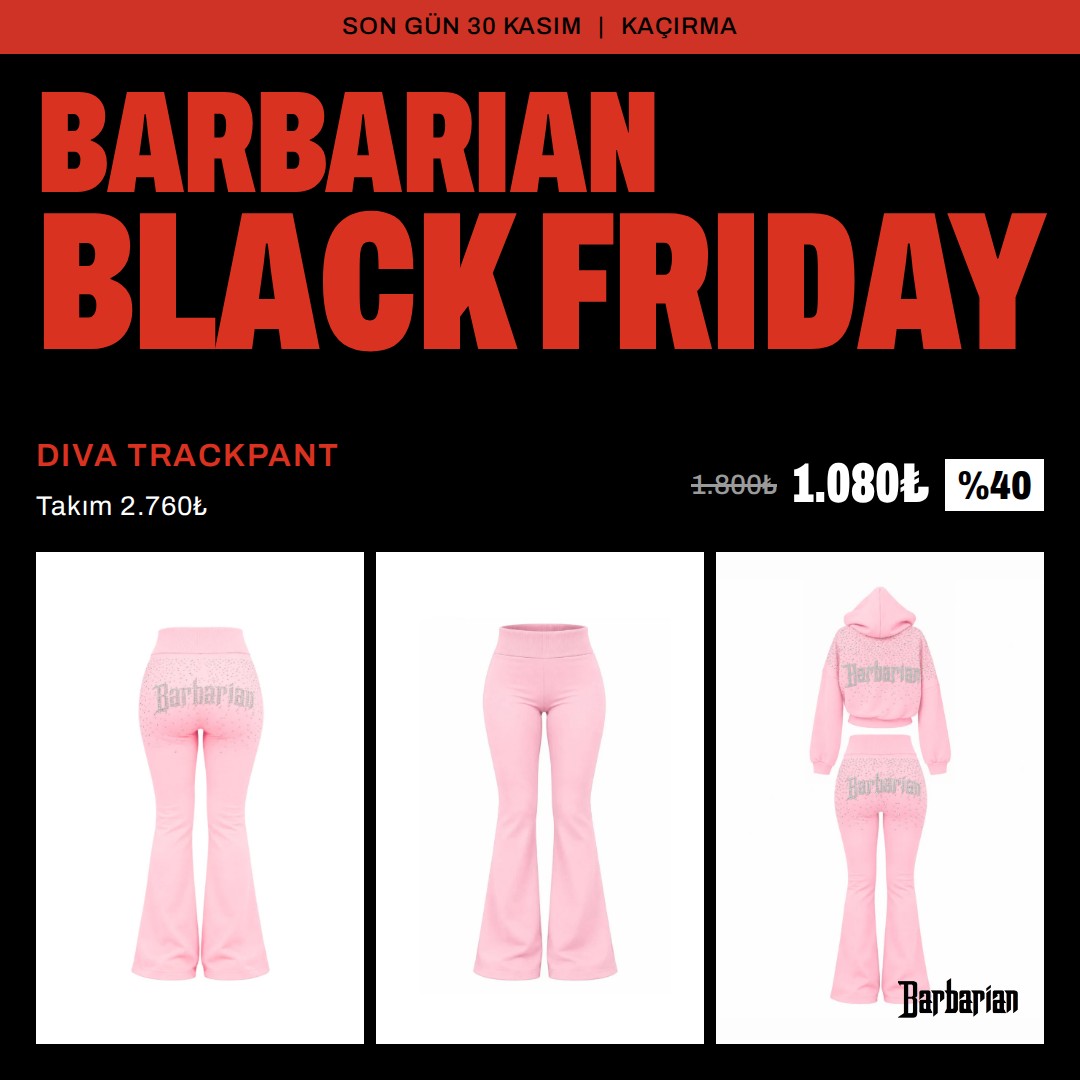 SON GÜN 30 KASIM | KAÇIRMA
BARBARIAN
BLACK FRIDAY
DIVA TRACKPANT
Takım 2.760₺
1.800₺ 1.080₺ %40
Barbarian
Barbarian
Barbarian
Barbarian